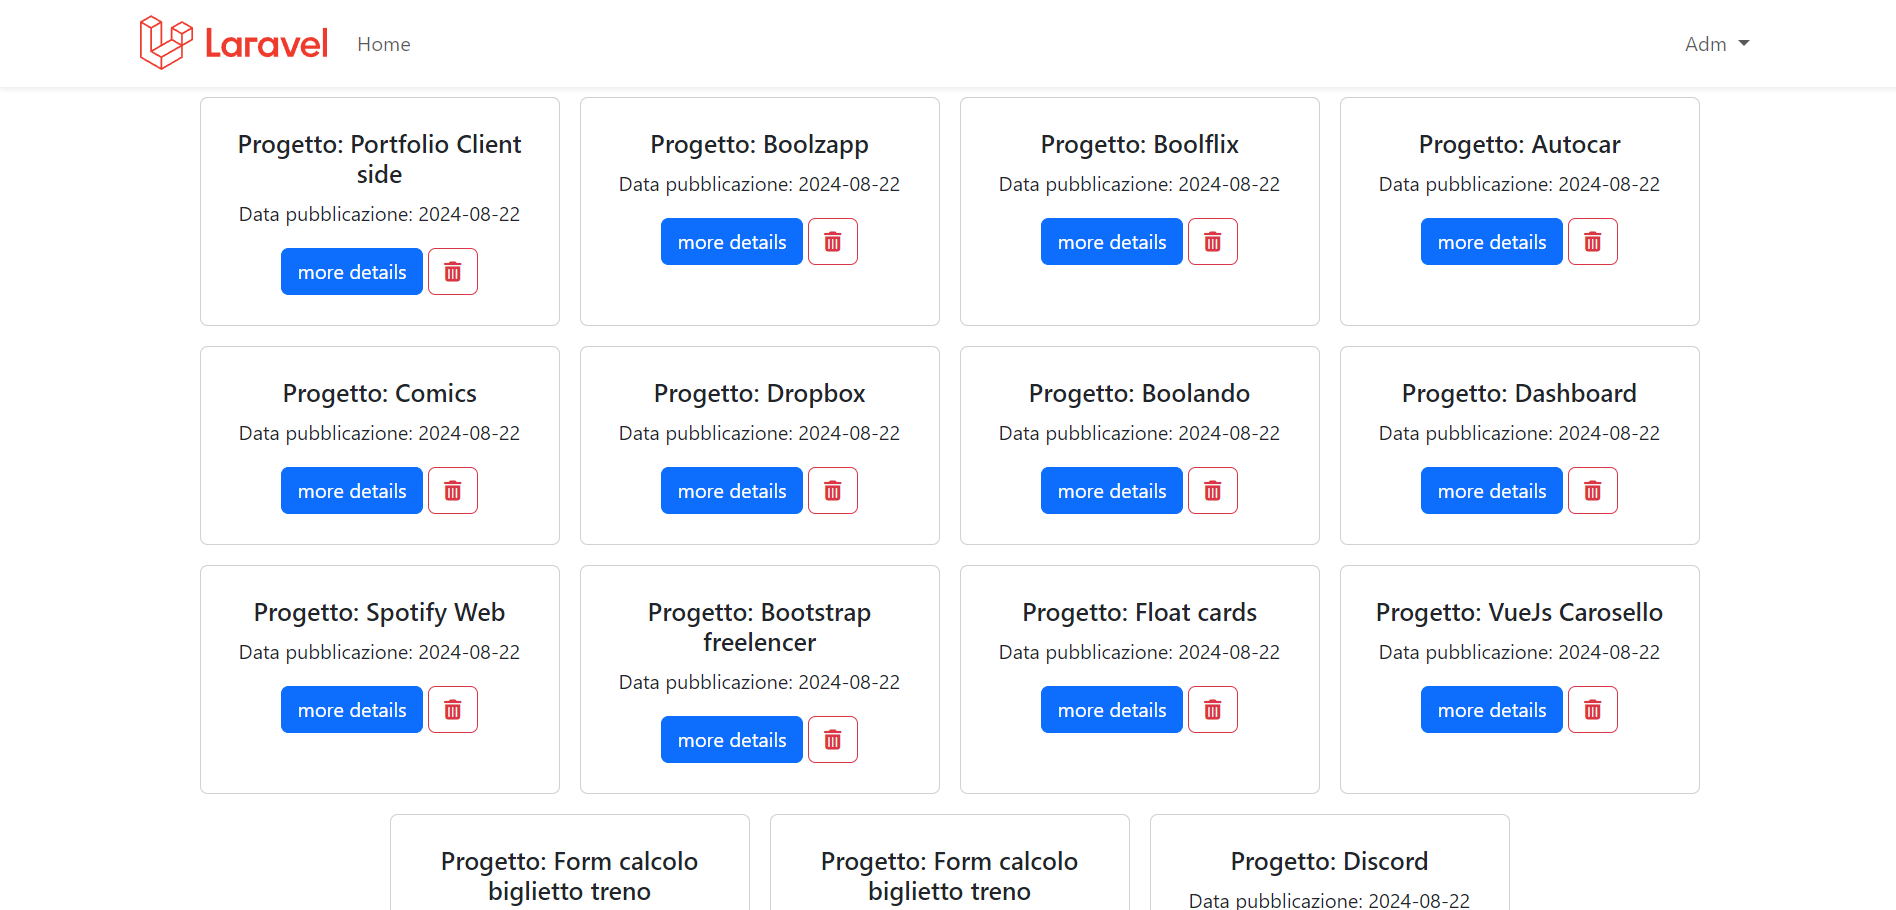 Laravel Home Adm
Progetto: Portfolio Client
side
Data pubblicazione: 2024-08-22
more details
Progetto: Boolzapp
Data pubblicazione: 2024-08-22
more details
Progetto: Boolflix
Data pubblicazione: 2024-08-22
more details
Progetto: Autocar
Data pubblicazione: 2024-08-22
more details
Progetto: Comics
Data pubblicazione: 2024-08-22
more details
Progetto: Dropbox
Data pubblicazione: 2024-08-22
more details
Progetto: Boolando
Data pubblicazione: 2024-08-22
more details
Progetto: Dashboard
Data pubblicazione: 2024-08-22
more details
Progetto: Spotify Web
Data pubblicazione: 2024-08-22
more details
Progetto: Bootstrap
freelencer
Data pubblicazione: 2024-08-22
more details
Progetto: Float cards
Data pubblicazione: 2024-08-22
more details
Progetto: VueJs Carosello
Data pubblicazione: 2024-08-22
more details
Progetto: Form calcolo
biglietto treno
Progetto: Form calcolo
biglietto treno
Progetto: Discord
Data pubblicazione: 2024-08-22